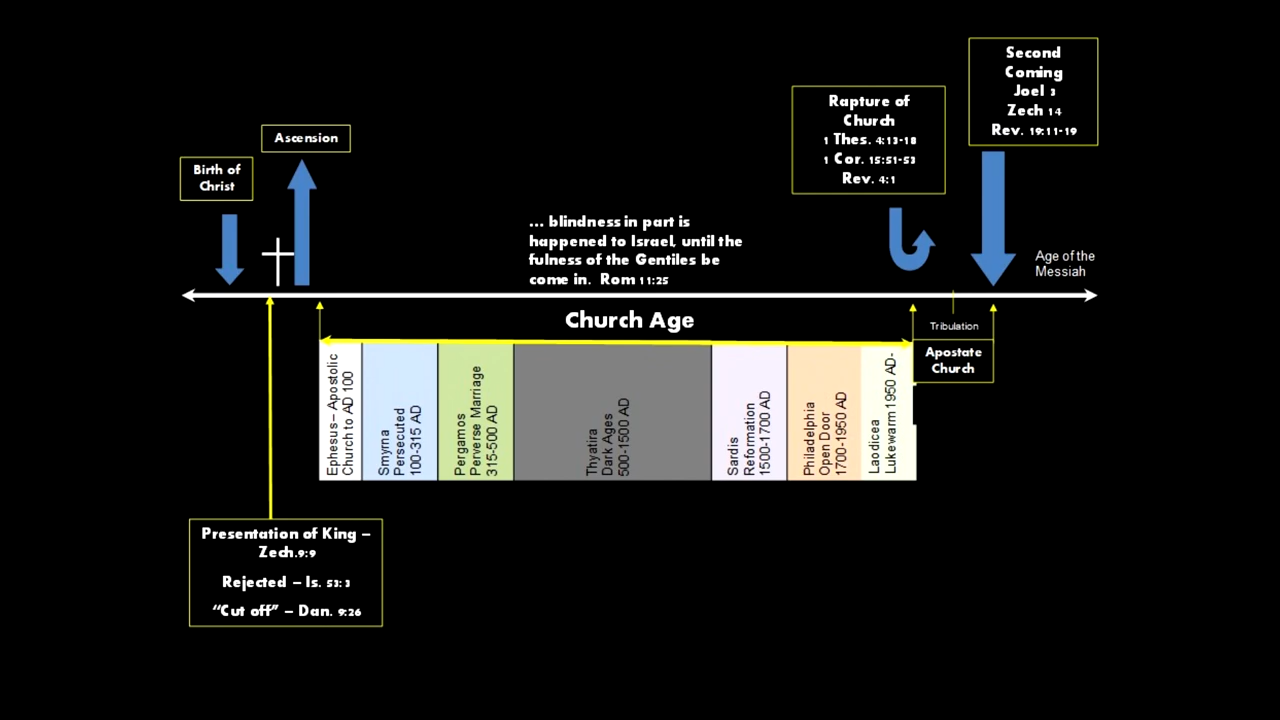 Second
Coming
Joel 3
Zech 14
Rev. 19:11-19
Rapture of
Church
1 Thes. 4:13-18
1 Cor. 15:51-53
Rev. 4:1
Ascension
Birth of
Christ
... blindness in part is
happened to Israel, until the
fulness of the Gentiles be
come in. Rom 11:25
Age of the
Messiah
Church Age
Tribulation
Apostate
Church
Ephesus – Apostolic
Church to AD 100
Smyrna
Persecuted
100-315 AD
Pergamos
Perverse Marriage
315-500 AD
Thyatira
Dark Ages
500-1500 AD
Sardis
Reformation
1500-1700 AD
Philadelphia
Open Door
1700-1950 AD
Laodicea
Lukewarm 1950 AD-
Presentation of King –
Zech.9:9
Rejected – Is. 53:3
“Cut off” – Dan. 9:26